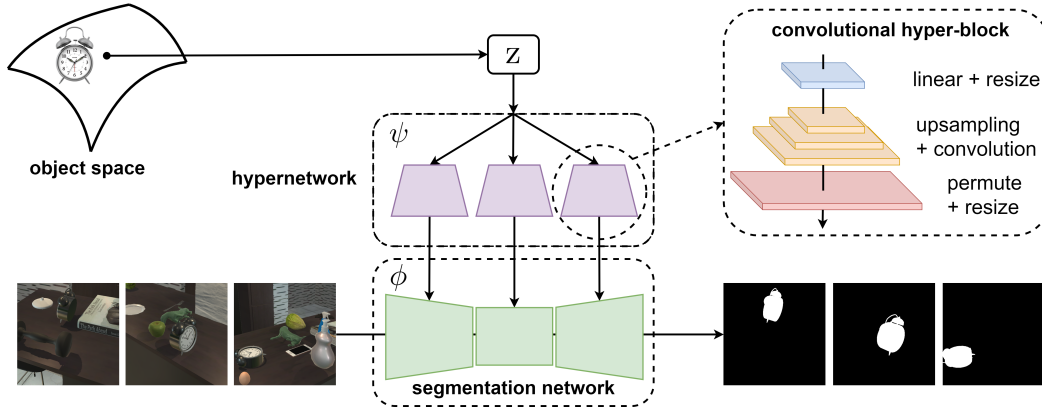 convolutional hyper-block
z
linear + resize
ψ
upsampling
+ convolution
object space
hypernetwork
permute
+ resize
ϕ
segmentation network